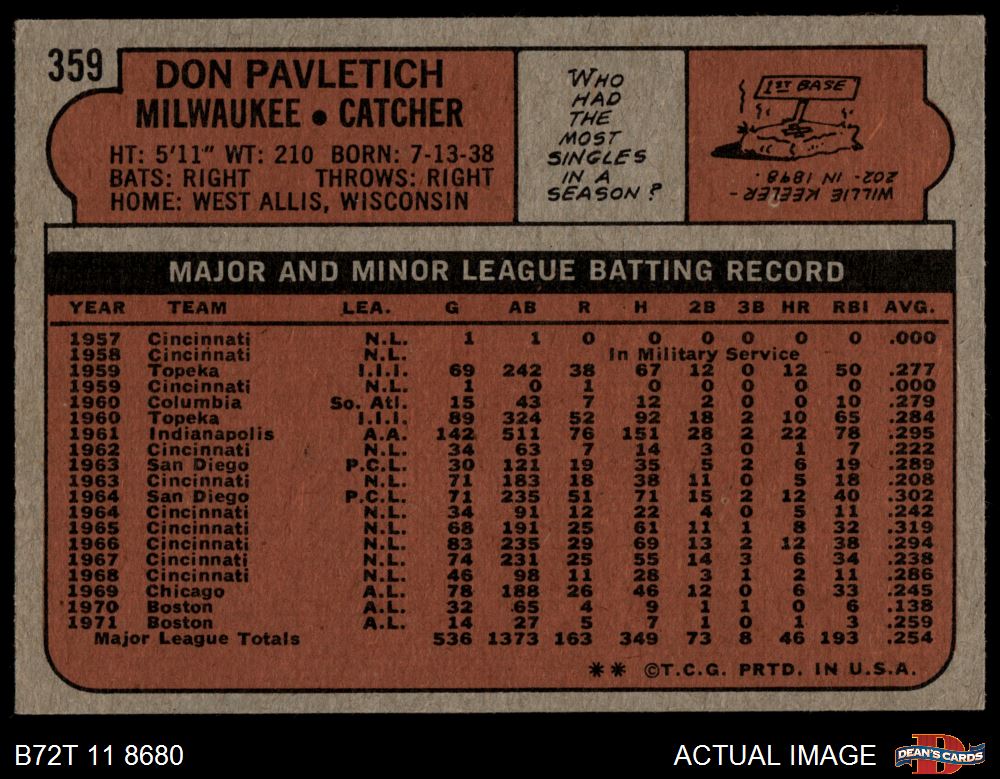 359
DON PAVLETICH
MILWAUKEE • CATCHER
HT: 5'11" WT: 210 BORN: 7-13-38
BATS: RIGHT THROWS: RIGHT
HOME: WEST ALLIS, WISCONSIN
WHO
HAD
THE
MOST
SINGLES
IN A
SEASON?
1ST BASE
WILLIE KEELER -
202 - IN 1898.
MAJOR AND MINOR LEAGUE BATTING RECORD
YEAR TEAM LEA. G AB R H 2B 3B HR RBI AVG.
1957 Cincinnati N.L. 1 1 0 0 0 0 0 0 .000
1958 Cincinnati N.L. In Military Service
1959 Topeka I.I.I. 69 242 38 67 12 0 12 50 .277
1959 Cincinnati N.L. 1 0 1 0 0 0 0 0 .000
1960 Columbia So. Atl. 15 43 7 12 2 0 0 10 .279
1960 Topeka I.I.I. 89 324 52 92 18 2 10 65 .284
1961 Indianapolis A.A. 142 511 76 151 28 2 22 78 .295
1962 Cincinnati N.L. 34 63 7 14 3 0 1 7 .222
1963 San Diego P.C.L. 30 121 19 35 5 2 6 19 .289
1963 Cincinnati N.L. 71 183 18 38 11 0 5 18 .208
1964 San Diego P.C.L. 71 235 51 71 15 2 12 40 .302
1964 Cincinnati N.L. 34 91 12 22 4 0 5 11 .242
1965 Cincinnati N.L. 68 191 25 61 11 1 8 32 .319
1966 Cincinnati N.L. 83 235 29 69 13 2 12 38 .294
1967 Cincinnati N.L. 74 231 25 55 14 3 6 34 .238
1968 Cincinnati N.L. 46 98 11 28 3 1 2 11 .286
1969 Chicago A.L. 78 188 26 46 12 0 6 33 .245
1970 Boston A.L. 32 65 4 9 1 1 0 6 .138
1971 Boston A.L. 14 27 5 7 1 0 1 3 .259
Major League Totals 536 1373 163 349 73 8 46 193 .254
** ©T.C.G. PRTD. IN U.S.A.
B72T 11 8680
ACTUAL IMAGE
DEAN'S CARDS